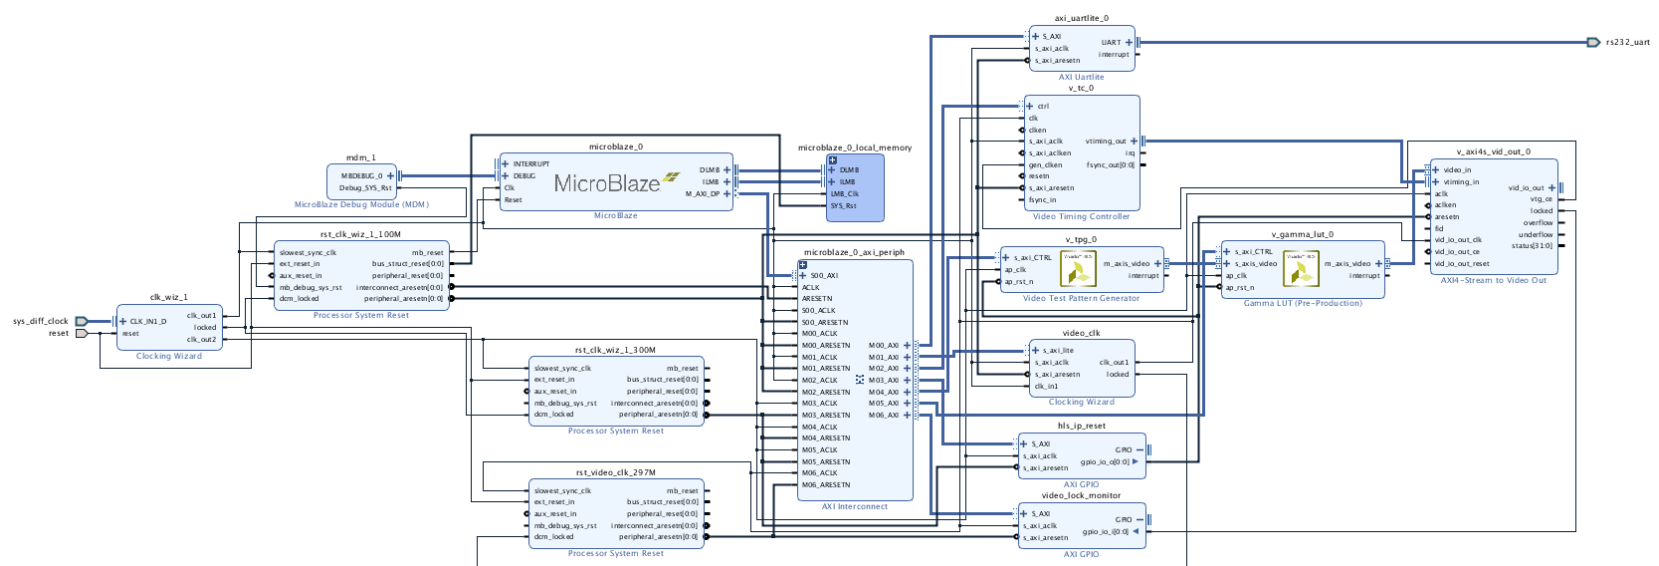 axi_uartlite_0
S_AXI
s_axi_aclk
s_axi_aresetn
UART
interrupt
AXI Uartlite
rs232_uart
v_tc_0
ctrl
clk
clken
s_axi_aclk
s_axi_aclken
gen_clken
resetn
s_axi_aresetn
fsync_in
vtiming_out
irq
fsync_out[0:0]
Video Timing Controller
mdm_1
MBDEBUG_0
Debug_SYS_Rst
MicroBlaze Debug Module (MDM)
microblaze_0
INTERRUPT
DEBUG
Clk
Reset
MicroBlaze
DLMB
ILMB
M_AXI_DP
MicroBlaze
microblaze_0_local_memory
DLMB
ILMB
LMB_Clk
SYS_Rst
v_axi4s_vid_out_0
video_in
vtiming_in
aclk
aclken
aresetn
fid
vid_io_out_clk
vid_io_out_ce
vid_io_out_reset
vid_io_out
vtg_ce
locked
overflow
underflow
status[31:0]
AXI4-Stream to Video Out
rst_clk_wiz_1_100M
slowest_sync_clk
ext_reset_in
aux_reset_in
mb_debug_sys_rst
dcm_locked
mb_reset
bus_struct_reset[0:0]
peripheral_reset[0:0]
interconnect_aresetn[0:0]
peripheral_aresetn[0:0]
Processor System Reset
v_tpg_0
s_axi_CTRL
ap_clk
ap_rst_n
m_axis_video
interrupt
Video Test Pattern Generator
v_gamma_lut_0
s_axi_CTRL
s_axis_video
ap_clk
ap_rst_n
m_axis_video
interrupt
Gamma LUT (Pre-Production)
sys_diff_clock
reset
clk_wiz_1
CLK_IN1_D
reset
clk_out1
locked
clk_out2
Clocking Wizard
microblaze_0_axi_periph
S00_AXI
ACLK
ARESETN
S00_ACLK
S00_ARESETN
M00_ACLK
M00_ARESETN
M01_ACLK
M01_ARESETN
M02_ACLK
M02_ARESETN
M03_ACLK
M03_ARESETN
M04_ACLK
M04_ARESETN
M05_ACLK
M05_ARESETN
M06_ACLK
M06_ARESETN
M00_AXI
M01_AXI
M02_AXI
M03_AXI
M04_AXI
M05_AXI
M06_AXI
AXI Interconnect
video_clk
s_axi_lite
s_axi_aclk
s_axi_aresetn
clk_in1
clk_out1
locked
Clocking Wizard
rst_clk_wiz_1_300M
slowest_sync_clk
ext_reset_in
aux_reset_in
mb_debug_sys_rst
dcm_locked
mb_reset
bus_struct_reset[0:0]
peripheral_reset[0:0]
interconnect_aresetn[0:0]
peripheral_aresetn[0:0]
Processor System Reset
hls_ip_reset
S_AXI
s_axi_aclk
s_axi_aresetn
GPIO
gpio_io_o[0:0]
AXI GPIO
rst_video_clk_297M
slowest_sync_clk
ext_reset_in
aux_reset_in
mb_debug_sys_rst
dcm_locked
mb_reset
bus_struct_reset[0:0]
peripheral_reset[0:0]
interconnect_aresetn[0:0]
peripheral_aresetn[0:0]
Processor System Reset
video_lock_monitor
S_AXI
s_axi_aclk
s_axi_aresetn
GPIO
gpio_io_i[0:0]
AXI GPIO